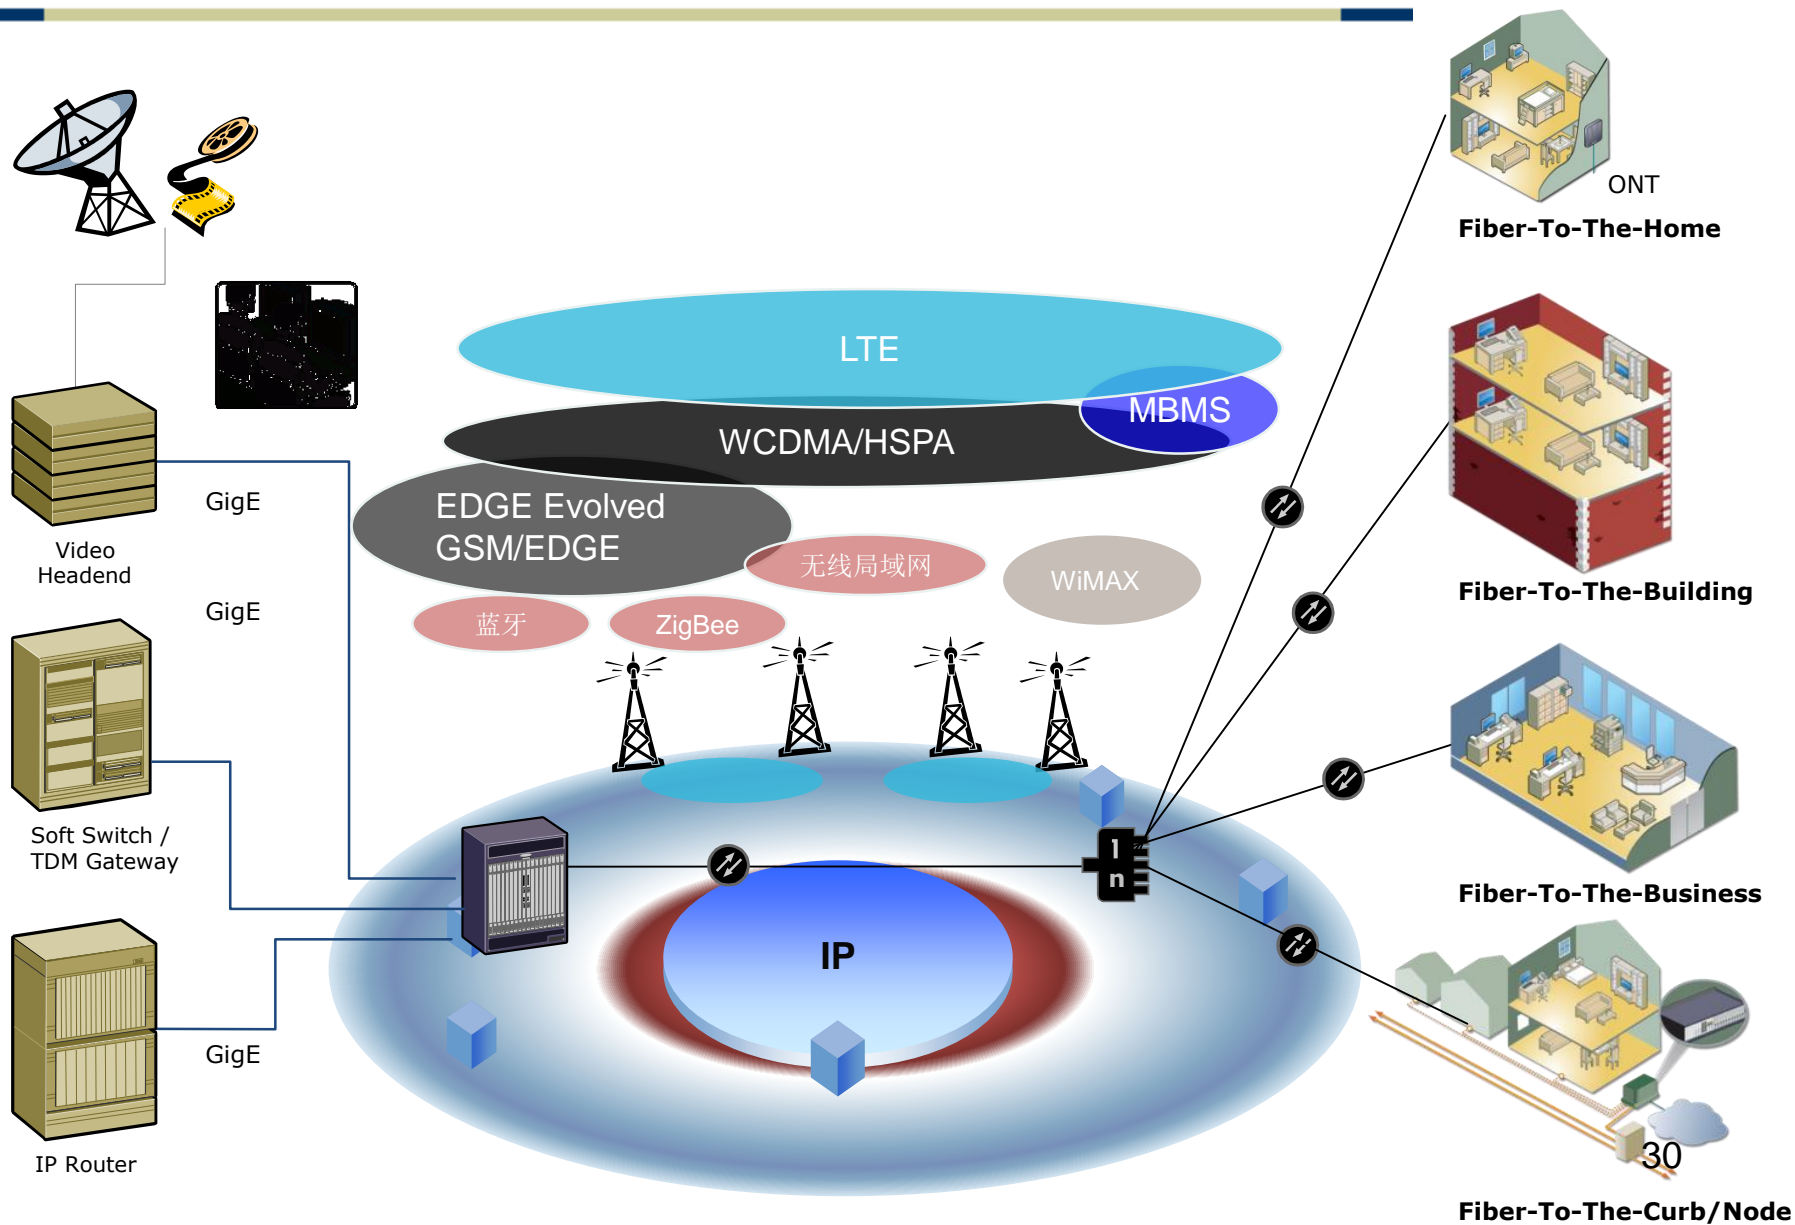 ONT
Fiber-To-The-Home
LTE
MBMS
WCDMA/HSPA
GigE
EDGE Evolved
GSM/EDGE
Video
Headend
无线局域网
WiMAX
Fiber-To-The-Building
GigE
蓝牙
ZigBee
Soft Switch /
TDM Gateway
1
n
Fiber-To-The-Business
IP
GigE
IP Router
30
Fiber-To-The-Curb/Node